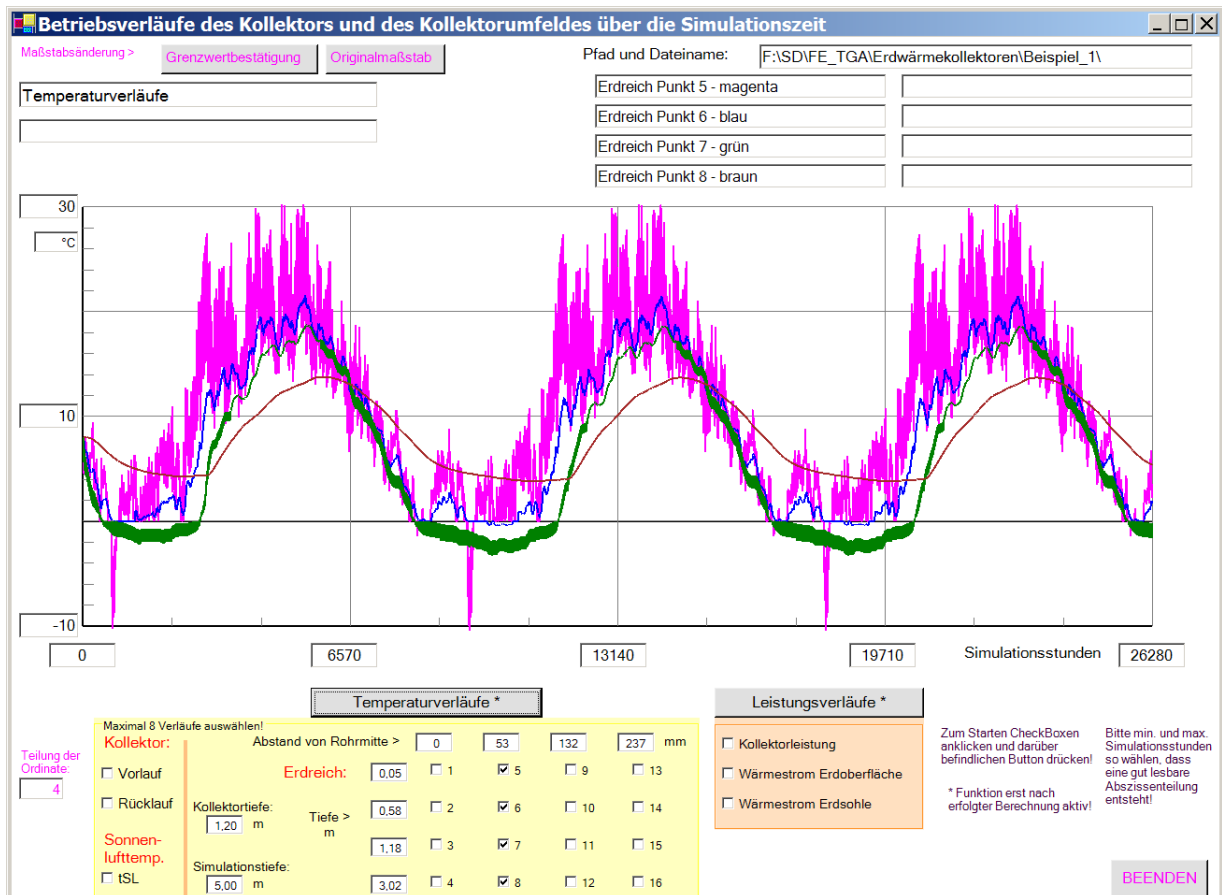 Betriebsverläufe des Kollektors und des Kollektorumfeldes über die Simulationszeit
Maßstabsänderung >
Grenzwertbestätigung
Originalmaßstab
Pfad und Dateiname:
F:\SD\FE_TGA\Erdwärmekollektoren\Beispiel_1\
Temperaturverläufe
Erdreich Punkt 5 - magenta
Erdreich Punkt 6 - blau
Erdreich Punkt 7 - grün
Erdreich Punkt 8 - braun
30
°C
10
-10
0
6570
13140
19710
Simulationsstunden
26280
Temperaturverläufe *
Leistungsverläufe *
Teilung der
Ordinate:
4
Maximal 8 Verläufe auswählen!
Kollektor:
Abstand von Rohrmitte > 0 53 132 237 mm
Vorlauf
Erdreich: 0,05 1 5 9 13
Rücklauf
Kollektortiefe:
1,20 m
Tiefe >
m
0,58 2 6 10 14
Sonnen-
lufttemp.
1,18 3 7 11 15
Simulationstiefe:
tSL
5,00 m
3,02 4 8 12 16
Kollektorleistung
Wärmestrom Erdoberfläche
Wärmestrom Erdsohle
Zum Starten CheckBoxen
anklicken und darüber
befindlichen Button drücken!
* Funktion erst nach
erfolgter Berechnung aktiv!
Bitte min. und max.
Simulationsstunden
so wählen, dass
eine gut lesbare
Abszissenteilung
entsteht!
BEENDEN